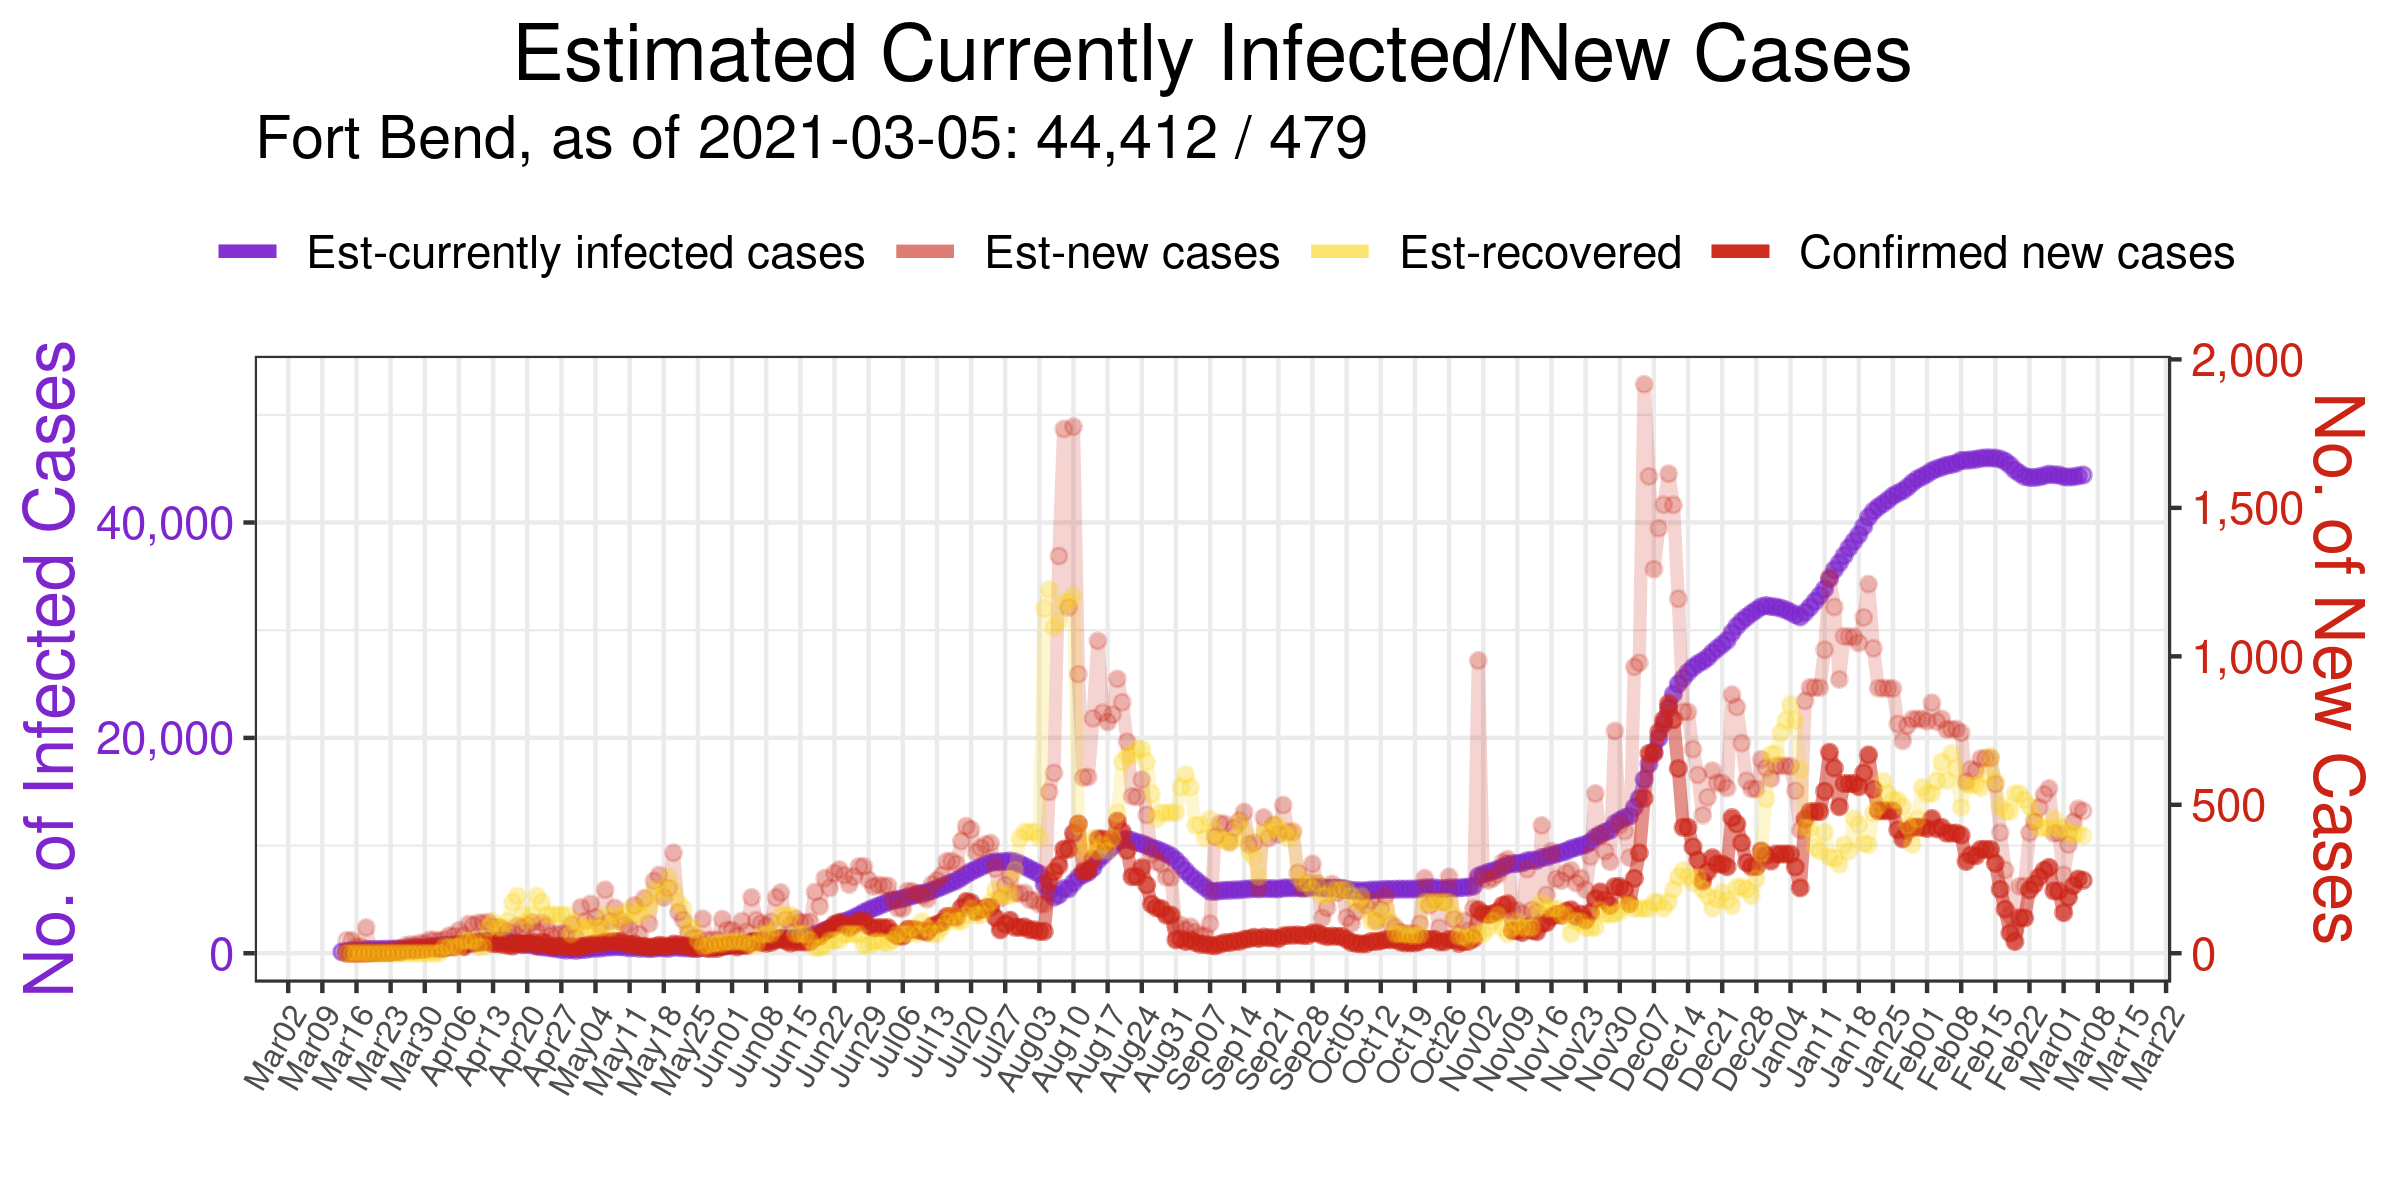 Estimated Currently Infected/New Cases
Fort Bend, as of 2021-03-05: 44,412 / 479
Est-currently infected cases Est-new cases Est-recovered Confirmed new cases
No. of Infected Cases
40,000
20,000
0
2,000
1,500
1,000
500
0
No. of New Cases
Mar02 Mar09 Mar16 Mar23 Mar30 Apr06 Apr13 Apr20 Apr27 May04 May11 May18 May25 Jun01 Jun08 Jun15 Jun22 Jun29 Jul06 Jul13 Jul20 Jul27 Aug03 Aug10 Aug17 Aug24 Aug31 Sep07 Sep14 Sep21 Sep28 Oct05 Oct12 Oct19 Oct26 Nov02 Nov09 Nov16 Nov23 Nov30 Dec07 Dec14 Dec21 Dec28 Jan04 Jan11 Jan18 Jan25 Feb01 Feb08 Feb15 Feb22 Mar01 Mar08 Mar15 Mar22